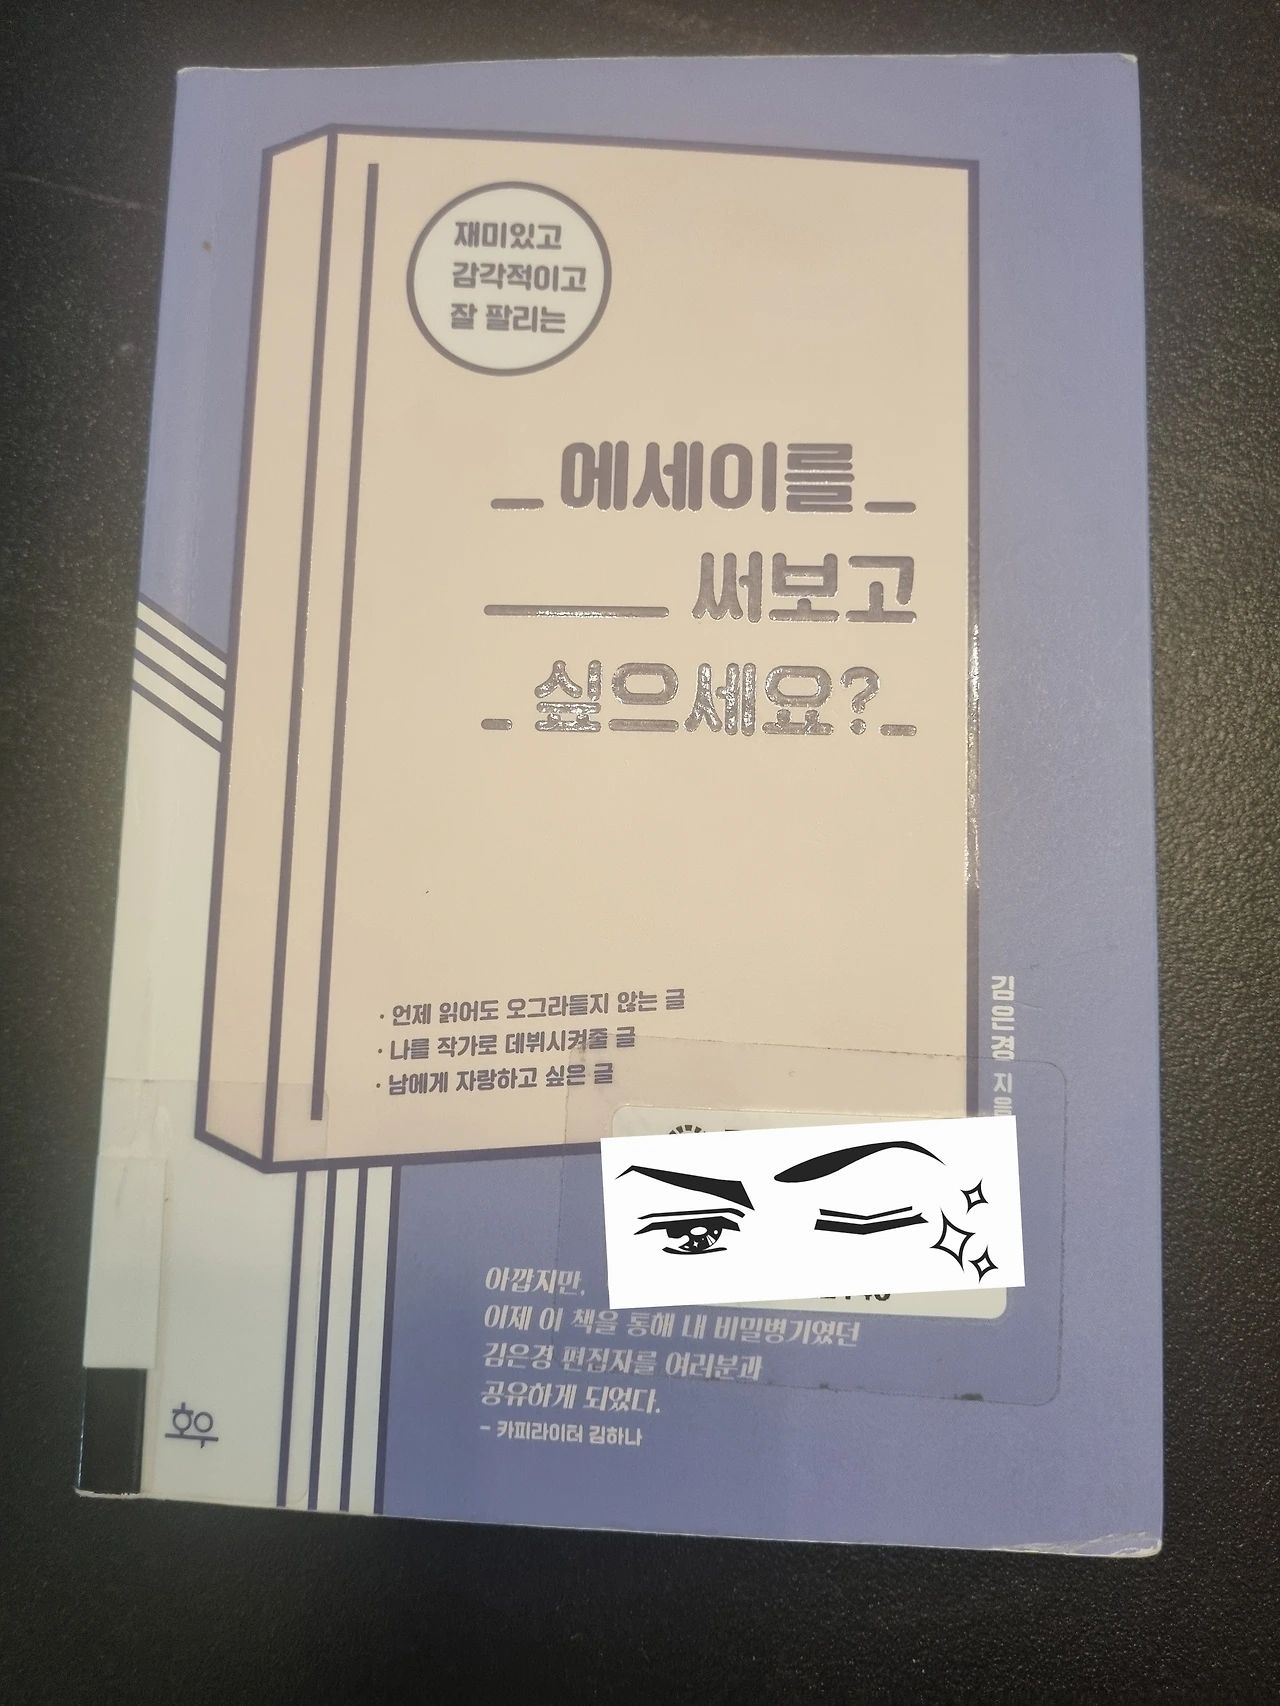 재미있고
감각적이고
잘 팔리는
_에세이를_
써보고
싶으세요?
· 언제 읽어도 오그라들지 않는 글
· 나를 작가로 데뷔시켜줄 글
· 남에게 자랑하고 싶은 글
김은경 지음
아깝지만,
이제 이 책을 통해 내 비밀병기였던
김은경 편집자를 여러분과
공유하게 되었다.
- 카피라이터 김하나
호우